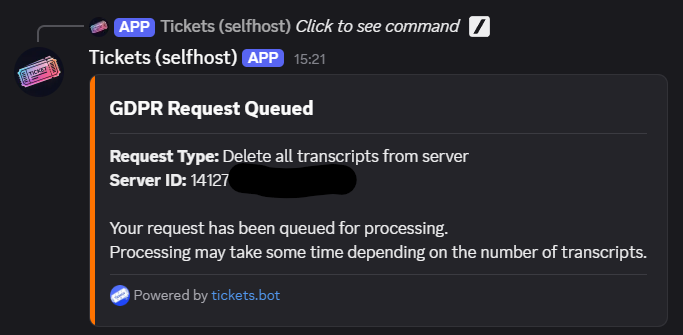 APP Tickets (selfhost) Click to see command /
Tickets (selfhost) APP 15:21
GDPR Request Queued
Request Type: Delete all transcripts from server
Server ID: 14127
Your request has been queued for processing.
Processing may take some time depending on the number of transcripts.
Powered by tickets.bot